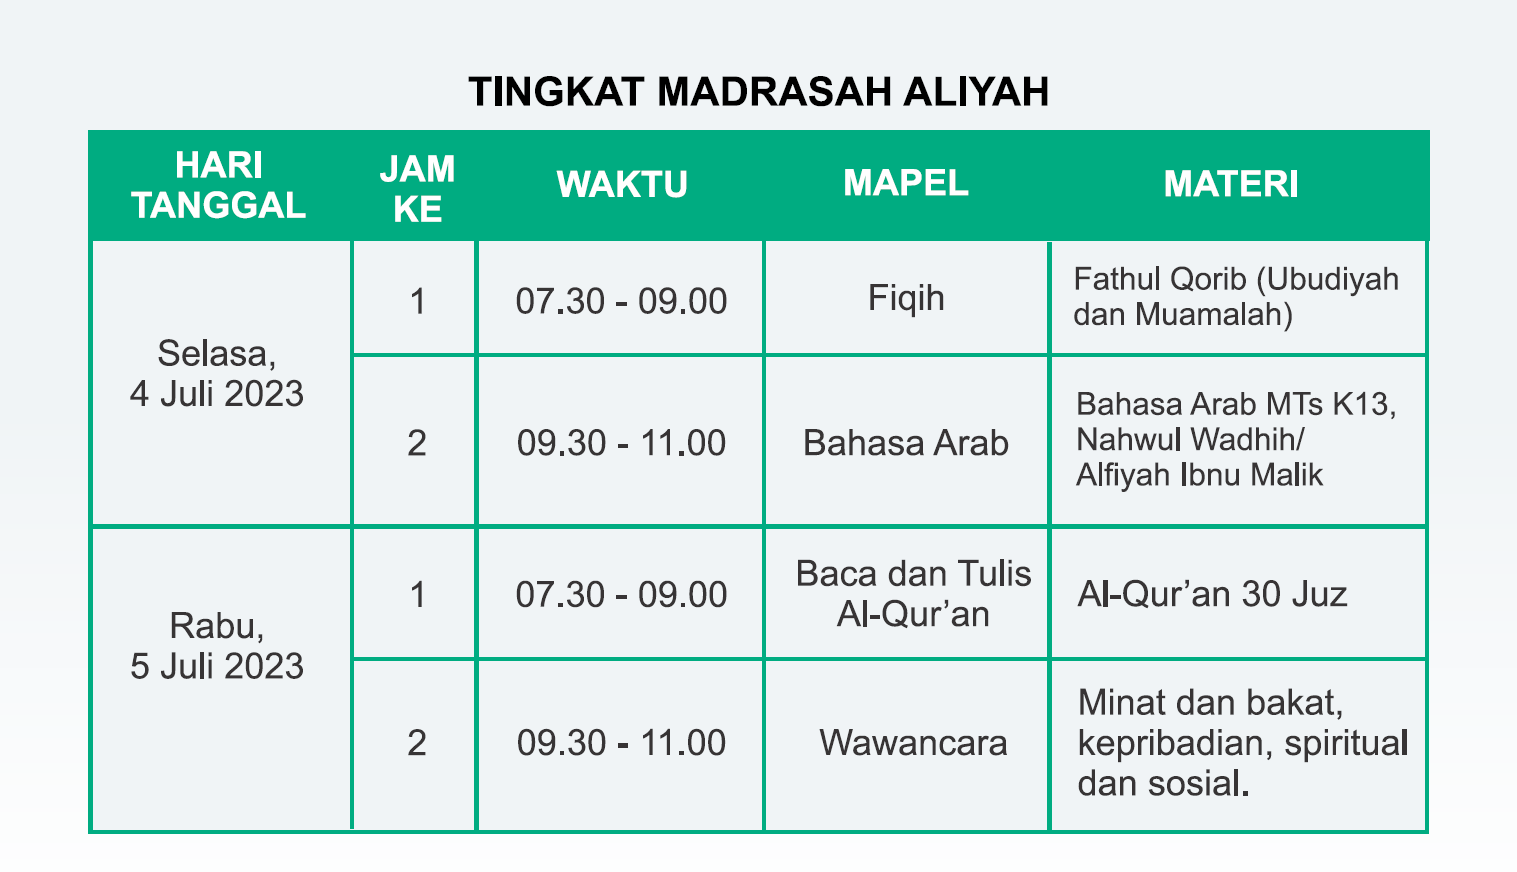 TINGKAT MADRASAH ALIYAH
HARI
TANGGAL
JAM
KE
WAKTU
MAPEL
MATERI
Selasa,
4 Juli 2023
1
07.30 - 09.00
Fiqih
Fathul Qorib (Ubudiyah
dan Muamalah)
2
09.30 - 11.00
Bahasa Arab
Bahasa Arab MTs K13,
Nahwul Wadhih/
Alfiyah Ibnu Malik
Rabu,
5 Juli 2023
1
07.30 - 09.00
Baca dan Tulis
Al-Qur’an
Al-Qur’an 30 Juz
2
09.30 - 11.00
Wawancara
Minat dan bakat,
kepribadian, spiritual
dan sosial.